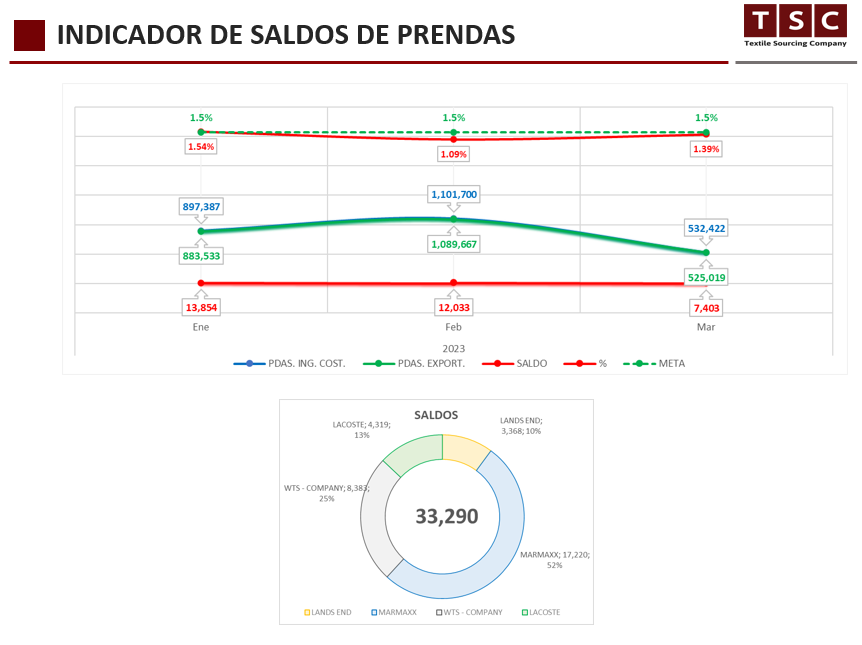 INDICADOR DE SALDOS DE PRENDAS
TSC
Textile Sourcing Company
1.5% 1.5% 1.5%
1.54% 1.09% 1.39%
897,387 1,101,700 532,422
883,533 1,089,667 525,019
13,854 12,033 7,403
Ene Feb Mar
2023
PDAS. ING. COST. PDAS. EXPORT. SALDO % META
SALDOS
LACOSTE; 4,319;
13%
LANDS END;
3,368; 10%
WTS - COMPANY; 8,383;
25%
33,290
MARMAXX; 17,220;
52%
LANDS END MARMAXX WTS - COMPANY LACOSTE